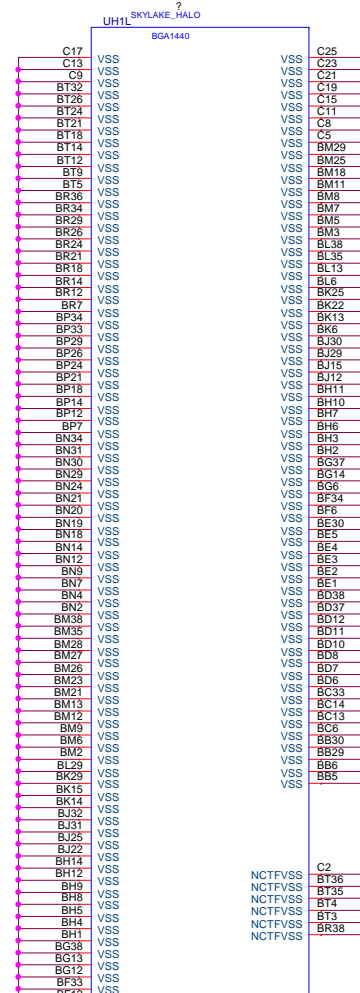 ?
UH1L SKYLAKE_HALO
BGA1440
C17 VSS VSS C25
C13 VSS VSS C23
C9 VSS VSS C21
BT32 VSS VSS C19
BT26 VSS VSS C15
BT24 VSS VSS C11
BT21 VSS VSS C8
BT18 VSS VSS C5
BT14 VSS VSS BM29
BT12 VSS VSS BM25
BT9 VSS VSS BM18
BT5 VSS VSS BM11
BR36 VSS VSS BM8
BR34 VSS VSS BM7
BR29 VSS VSS BM5
BR26 VSS VSS BM3
BR24 VSS VSS BL38
BR21 VSS VSS BL35
BR18 VSS VSS BL13
BR14 VSS VSS BL6
BR12 VSS VSS BK25
BR7 VSS VSS BK22
BP34 VSS VSS BK13
BP33 VSS VSS BK6
BP29 VSS VSS BJ30
BP26 VSS VSS BJ29
BP24 VSS VSS BJ15
BP21 VSS VSS BJ12
BP18 VSS VSS BH11
BP14 VSS VSS BH10
BP12 VSS VSS BH7
BP7 VSS VSS BH6
BN34 VSS VSS BH3
BN31 VSS VSS BH2
BN30 VSS VSS BG37
BN29 VSS VSS BG14
BN24 VSS VSS BG6
BN21 VSS VSS BF34
BN20 VSS VSS BF6
BN19 VSS VSS BE30
BN18 VSS VSS BE5
BN14 VSS VSS BE4
BN12 VSS VSS BE3
BN9 VSS VSS BE2
BN7 VSS VSS BE1
BN4 VSS VSS BD38
BN2 VSS VSS BD37
BM38 VSS VSS BD12
BM35 VSS VSS BD11
BM28 VSS VSS BD10
BM27 VSS VSS BD8
BM26 VSS VSS BD7
BM23 VSS VSS BD6
BM21 VSS VSS BC33
BM13 VSS VSS BC14
BM12 VSS VSS BC13
BM9 VSS VSS BC6
BM6 VSS VSS BB30
BM2 VSS VSS BB29
BL29 VSS VSS BB6
BK29 VSS VSS BB5
BK15 VSS
BK14 VSS
BJ32 VSS
BJ31 VSS
BJ25 VSS
BJ22 VSS
BH14 VSS
BH12 VSS NCTFVSS C2
BH9 VSS NCTFVSS BT36
BH8 VSS NCTFVSS BT35
BH5 VSS NCTFVSS BT4
BH4 VSS NCTFVSS BT3
BH1 VSS NCTFVSS BR38
BG38 VSS
BG13 VSS
BG12 VSS
BF33 VSS